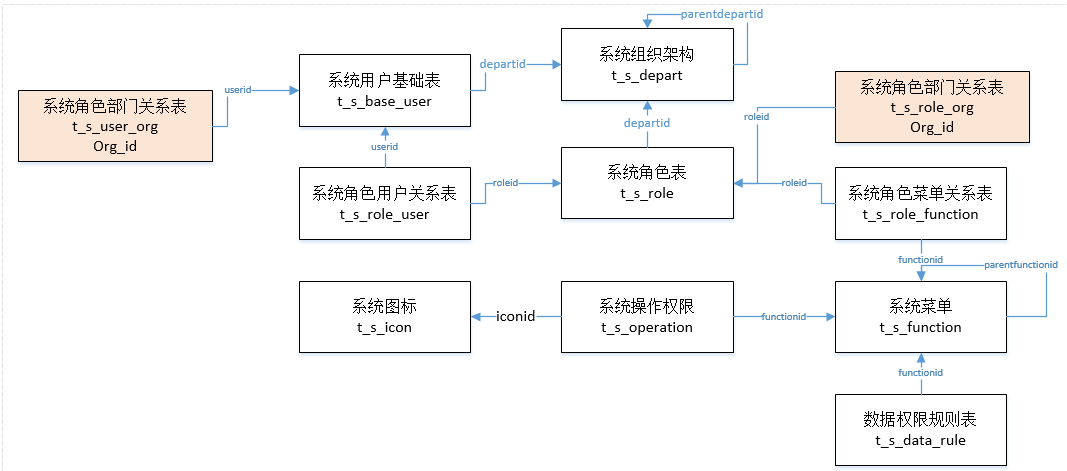 parentdepartid
系统组织架构
t_s_depart
departid
系统用户基础表
t_s_base_user
userid
系统角色部门关系表
t_s_user_org
Org_id
系统角色部门关系表
t_s_role_org
Org_id
roleid
departid
userid
系统角色用户关系表
t_s_role_user
roleid
系统角色表
t_s_role
roleid
系统角色菜单关系表
t_s_role_function
functionid
parentfunctionid
系统图标
t_s_icon
iconid
系统操作权限
t_s_operation
functionid
系统菜单
t_s_function
functionid
数据权限规则表
t_s_data_rule